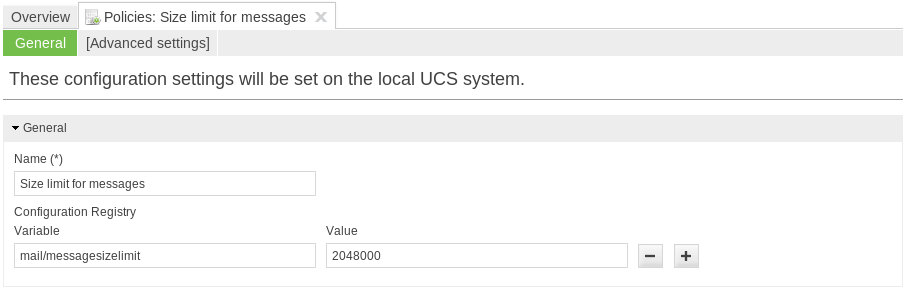 Overview Policies: Size limit for messages
General [Advanced settings]
These configuration settings will be set on the local UCS system.
General
Name (*)
Size limit for messages
Configuration Registry
Variable Value
mail/messagesizelimit 2048000